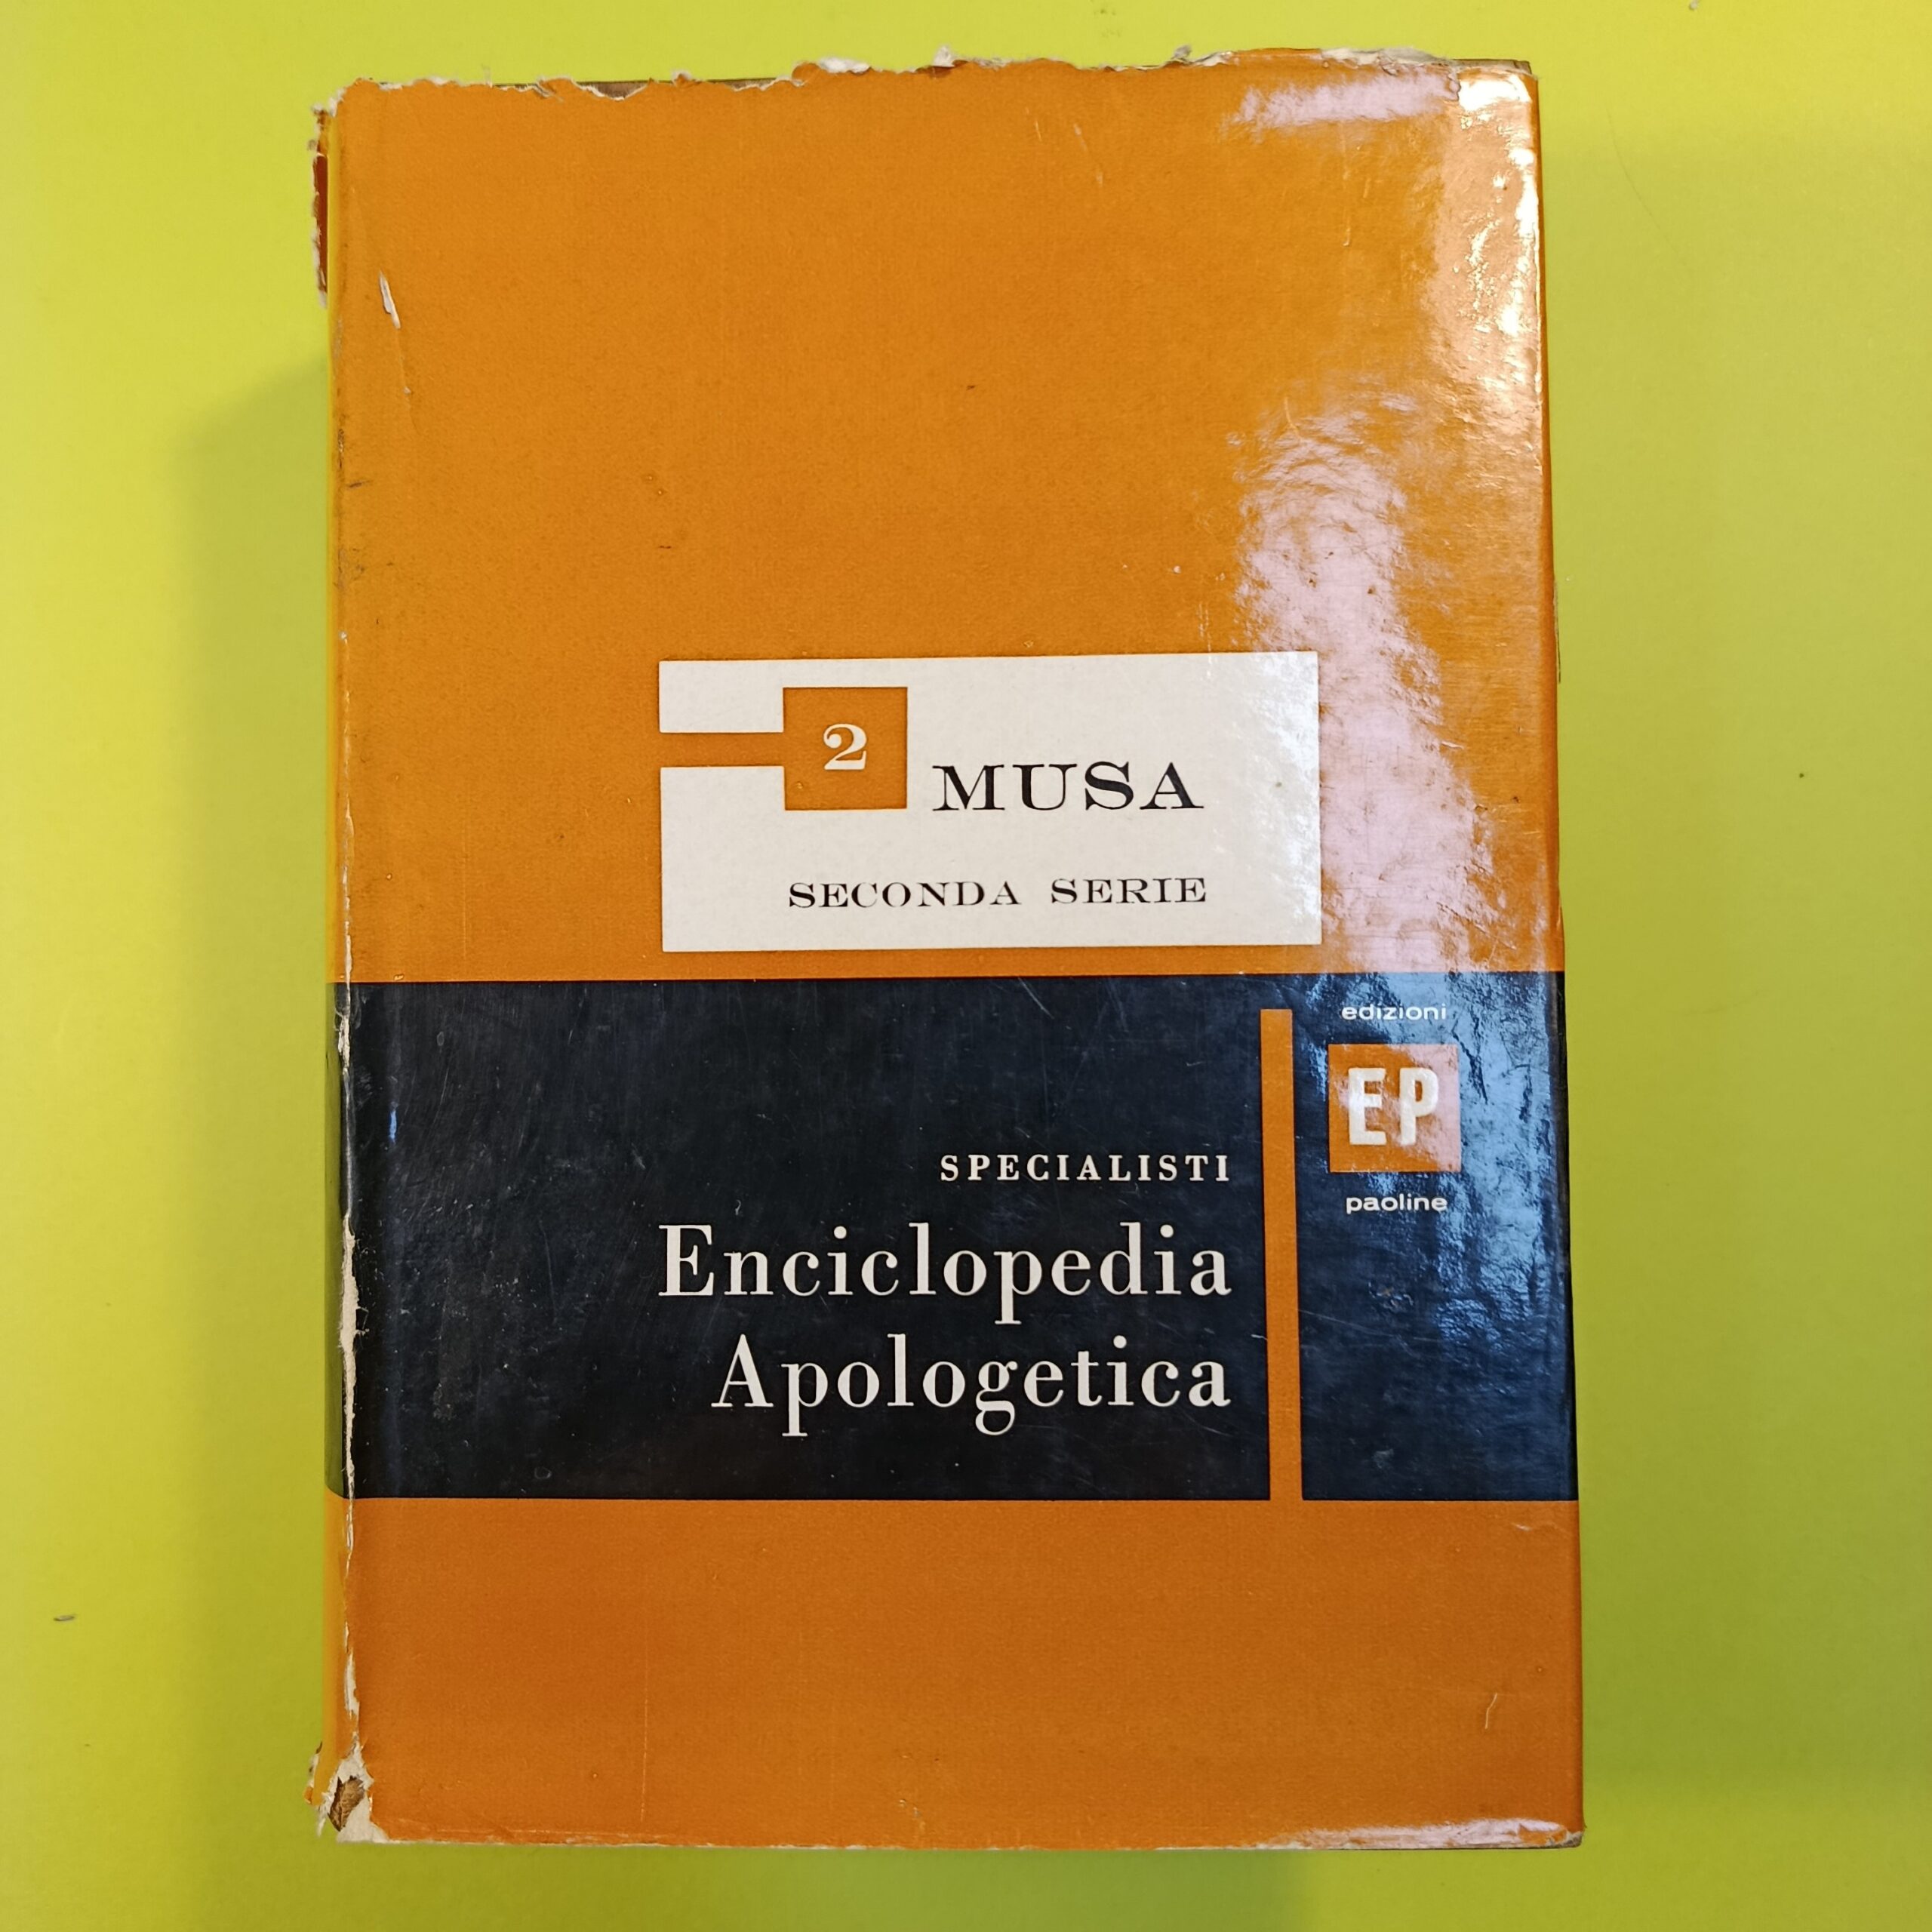 2
MUSA
SECONDA SERIE
edizioni
EP
paoline
SPECIALISTI
Enciclopedia
Apologetica